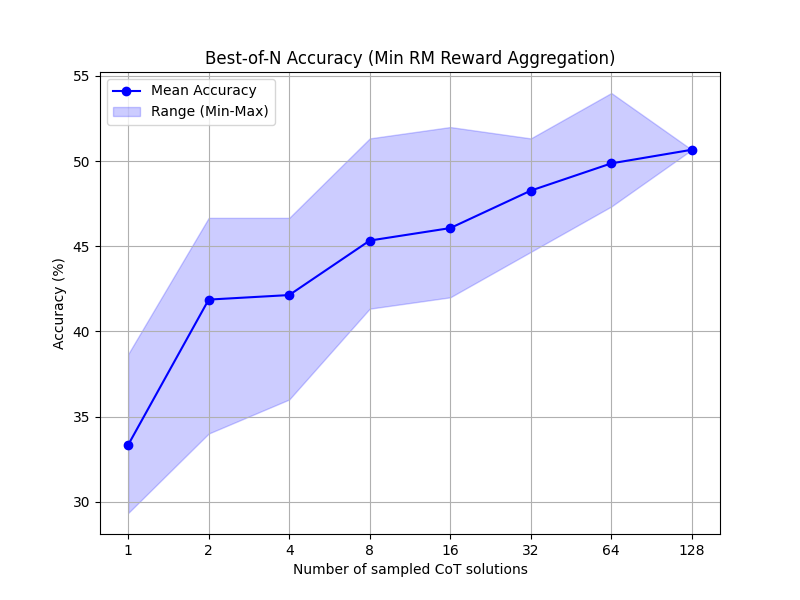 Best-of-N Accuracy (Min RM Reward Aggregation)
Mean Accuracy
Range (Min-Max)
Accuracy (%)
55
50
45
40
35
30
1 2 4 8 16 32 64 128
Number of sampled CoT solutions